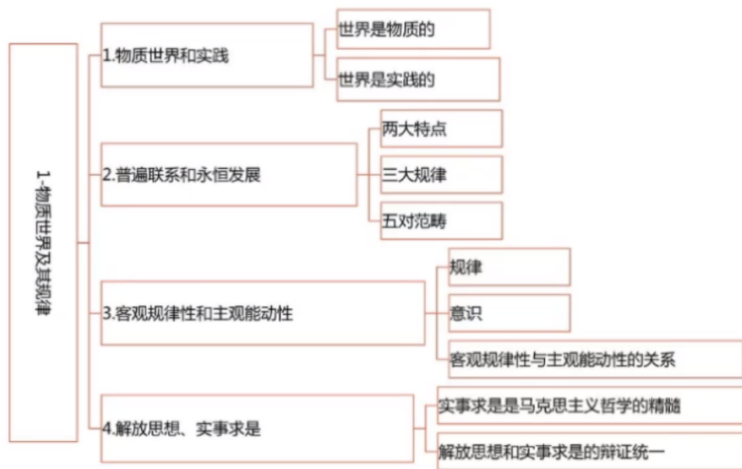 1-物质世界及其规律
1.物质世界和实践
世界是物质的
世界是实践的
2.普遍联系和永恒发展
两大特点
三大规律
五对范畴
3.客观规律性和主观能动性
规律
意识
客观规律性与主观能动性的关系
4.解放思想、实事求是
实事求是是马克思主义哲学的精髓
解放思想和实事求是的辩证统一